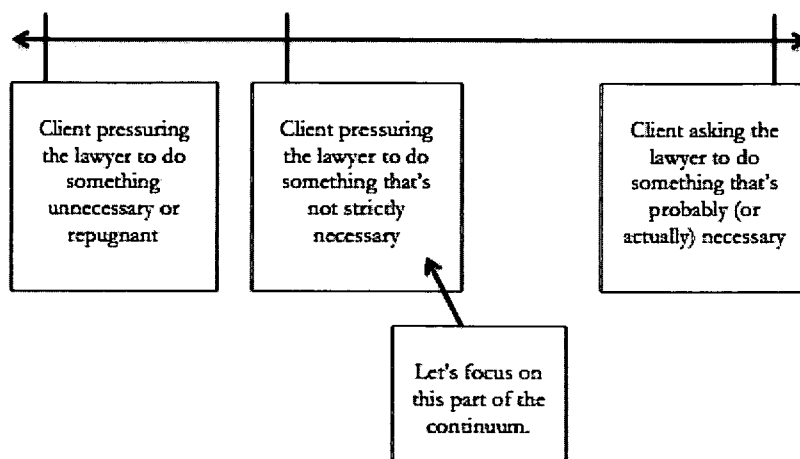 Client pressuring
the lawyer to do
something
unnecessary or
repugnant
Client pressuring
the lawyer to do
something that's
not strictly
necessary
Client asking the
lawyer to do
something that's
probably (or
actually) necessary
Let's focus on
this part of the
continuum.